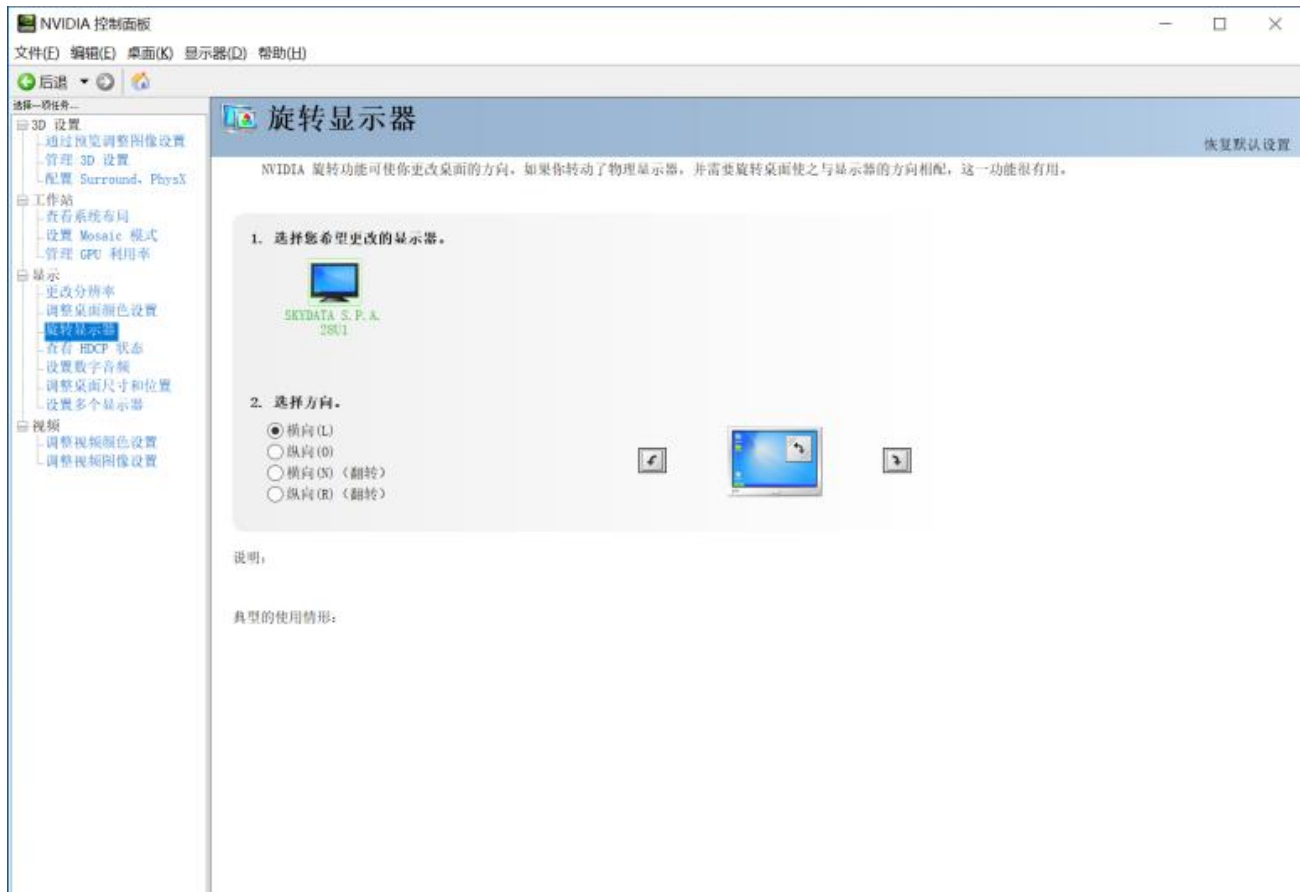 NVIDIA 控制面板
文件(F) 编辑(E) 桌面(K) 显示器(D) 帮助(H)
后退
选择一项任务...
3D 设置
通过预览调整图像设置
管理 3D 设置
配置 Surround、PhysX
工作站
查看系统布局
设置 Mosaic 模式
管理 GPU 利用率
显示
更改分辨率
调整桌面颜色设置
旋转显示器
查看 HDCP 状态
设置数字音频
调整桌面尺寸和位置
设置多个显示器
视频
调整视频颜色设置
调整视频图像设置
旋转显示器
恢复默认设置
NVIDIA 旋转功能可使你更改桌面的方向。如果你转动了物理显示器，并需要旋转桌面使之与显示器的方向相配，这一功能很有用。
1. 选择您希望更改的显示器。
SKYDATA S.P.A.
28U1
2. 选择方向。
横向(L)
纵向(O)
横向(N)（翻转）
纵向(R)（翻转）
说明：
典型的使用情形：